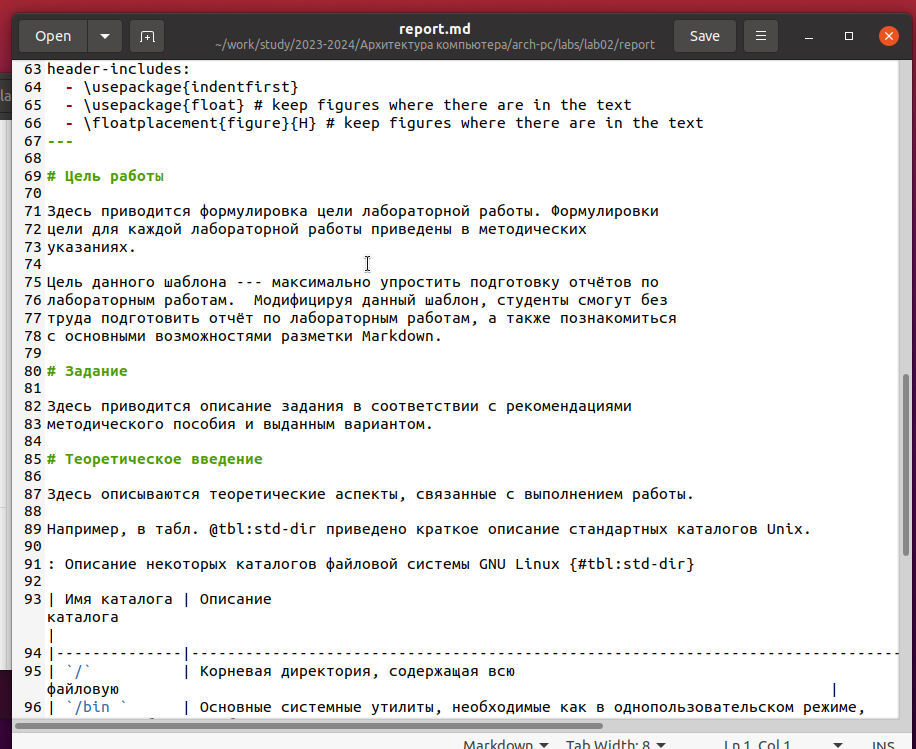 Open
report.md
~/work/study/2023-2024/Архитектура компьютера/arch-pc/labs/lab02/report
Save
la
63 header-includes:
64   - \usepackage{indentfirst}
65   - \usepackage{float} # keep figures where there are in the text
66   - \floatplacement{figure}{H} # keep figures where there are in the text
67 ---
68
69 # Цель работы
70
71 Здесь приводится формулировка цели лабораторной работы. Формулировки
72 цели для каждой лабораторной работы приведены в методических
73 указаниях.
74
75 Цель данного шаблона --- максимально упростить подготовку отчётов по
76 лабораторным работам.  Модифицируя данный шаблон, студенты смогут без
77 труда подготовить отчёт по лабораторным работам, а также познакомиться
78 с основными возможностями разметки Markdown.
79
80 # Задание
81
82 Здесь приводится описание задания в соответствии с рекомендациями
83 методического пособия и выданным вариантом.
84
85 # Теоретическое введение
86
87 Здесь описываются теоретические аспекты, связанные с выполнением работы.
88
89 Например, в табл. @tbl:std-dir приведено краткое описание стандартных каталогов Unix.
90
91 : Описание некоторых каталогов файловой системы GNU Linux {#tbl:std-dir}
92
93 | Имя каталога | Описание
каталога
|
94 |--------------|-------------------------------------------------------------------------------
95 | `/`          | Корневая директория, содержащая всю
файловую |
96 | `/bin `      | Основные системные утилиты, необходимые как в однопользовательском режиме,
Markdown
Tab Width: 8
Ln 1, Col 1
INS